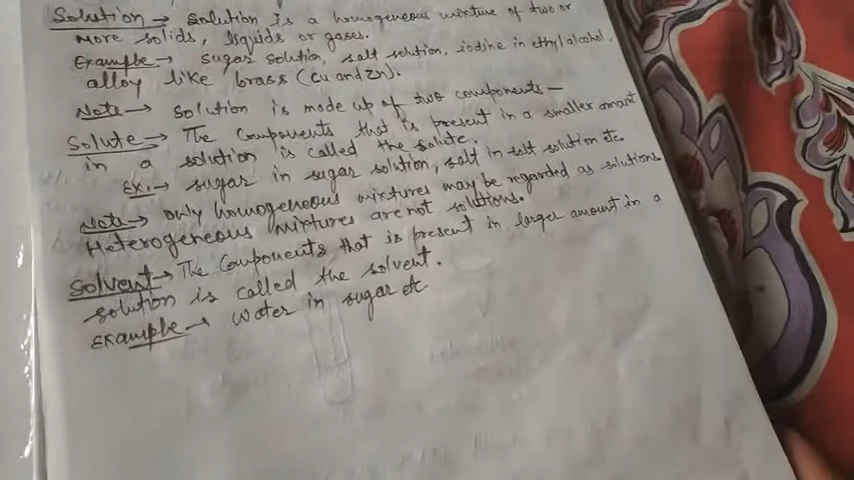 Solution → Solution is a homogeneous mixture of two or
more solids, liquids or gases.
Example → sugar solution, salt solution, iodine in ethyl alcohol,
alloy like brass (Cu and Zn).
Note → solution is made up of two components —
Solute → The Components that is present in a smaller amant
in a solution is called the solute.
Ex. → sugar in sugar solution, salt in salt solution etc.
Note → only homogeneous mixtures may be regarded as solutions.
Heterogeneous mixtures are not solutions.
Solvent → The Components that is present in larger amount in a
solution is called the solvent.
Example → water in sugar etc